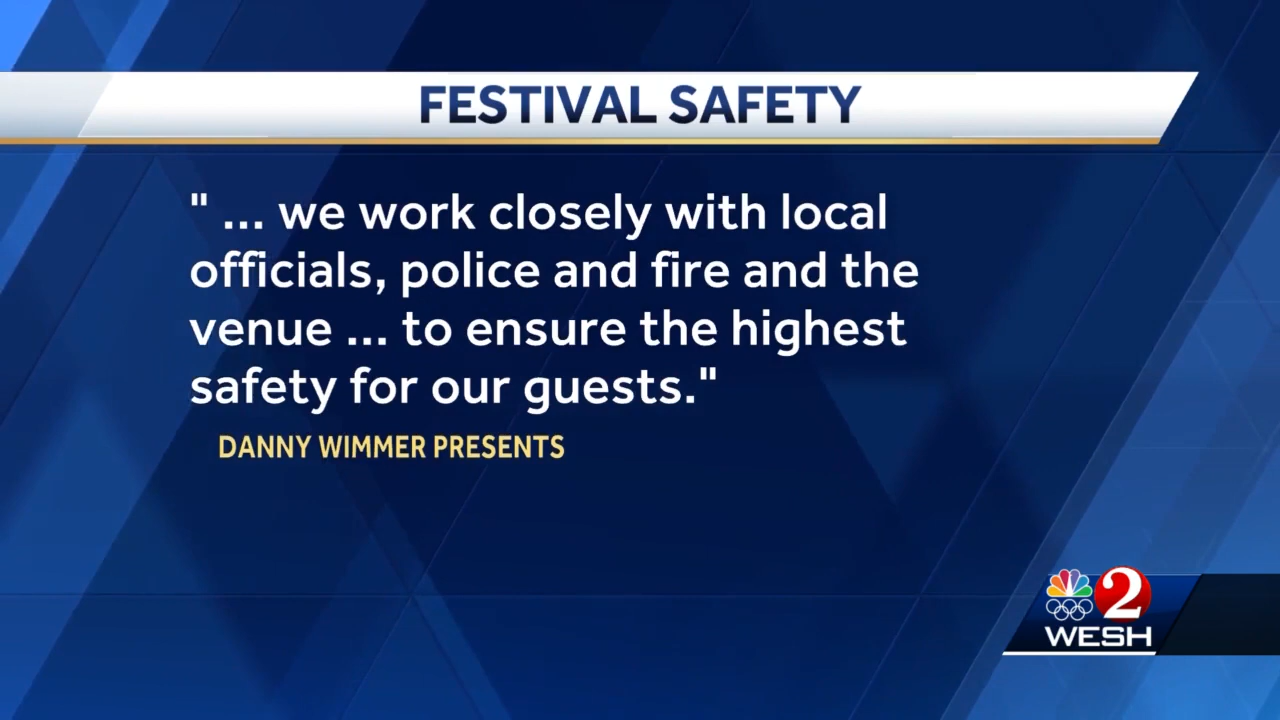 FESTIVAL SAFETY
" ... we work closely with local
officials, police and fire and the
venue ... to ensure the highest
safety for our guests."
DANNY WIMMER PRESENTS
2
WESH